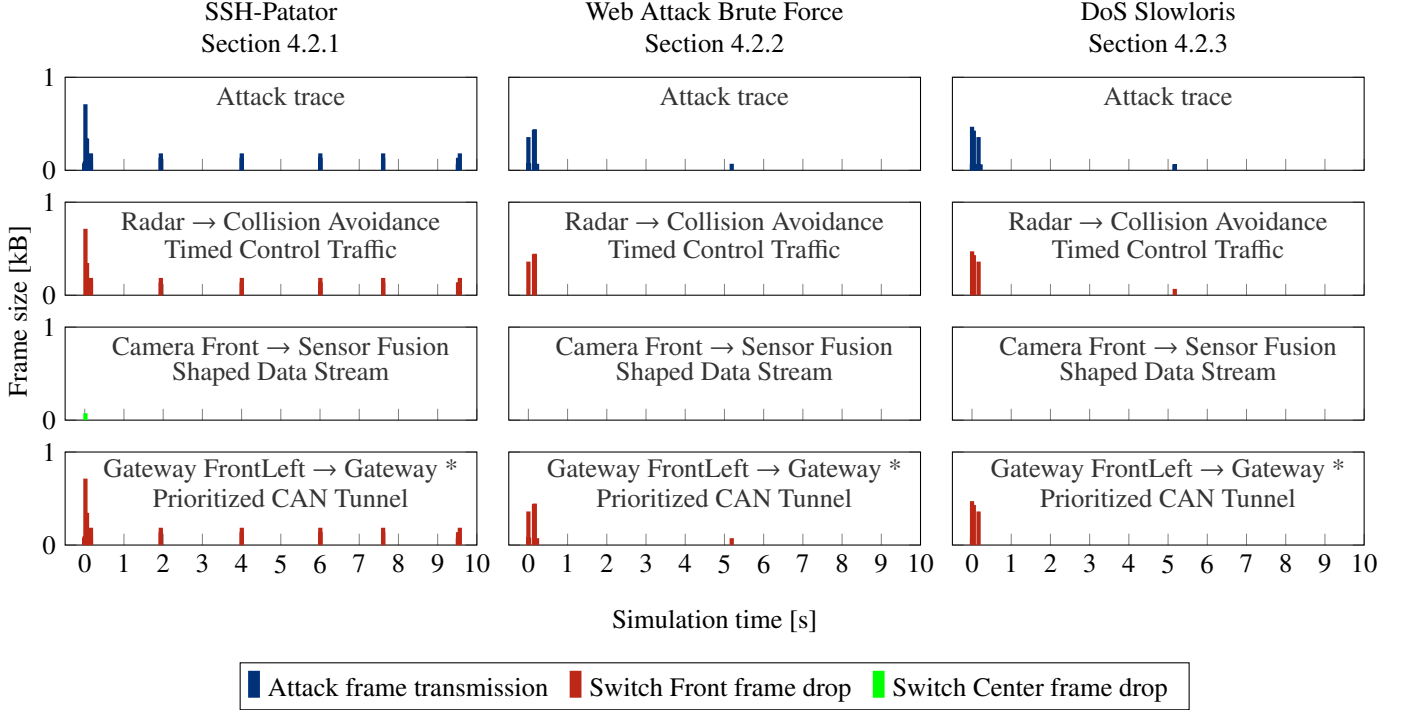 SSH-Patator
Section 4.2.1
Web Attack Brute Force
Section 4.2.2
DoS Slowloris
Section 4.2.3
Frame size [kB]
1
0
Attack trace
Attack trace
Attack trace
1
0
Radar → Collision Avoidance
Timed Control Traffic
Radar → Collision Avoidance
Timed Control Traffic
Radar → Collision Avoidance
Timed Control Traffic
1
0
Camera Front → Sensor Fusion
Shaped Data Stream
Camera Front → Sensor Fusion
Shaped Data Stream
Camera Front → Sensor Fusion
Shaped Data Stream
1
0
Gateway FrontLeft → Gateway *
Prioritized CAN Tunnel
Gateway FrontLeft → Gateway *
Prioritized CAN Tunnel
Gateway FrontLeft → Gateway *
Prioritized CAN Tunnel
0 1 2 3 4 5 6 7 8 9 10
0 1 2 3 4 5 6 7 8 9 10
0 1 2 3 4 5 6 7 8 9 10
Simulation time [s]
Attack frame transmission
Switch Front frame drop
Switch Center frame drop